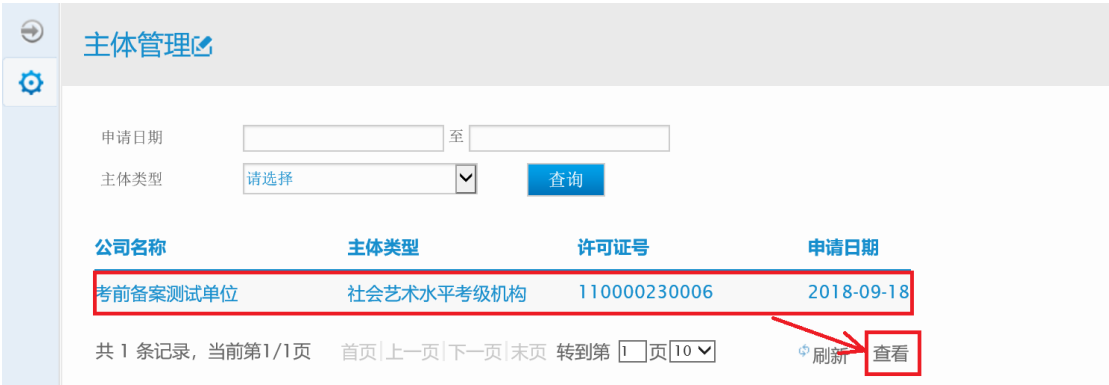 主体管理
申请日期 至
主体类型 请选择 查询
公司名称 主体类型 许可证号 申请日期
考前备案测试单位 社会艺术水平考级机构 110000230006 2018-09-18
共 1 条记录，当前第1/1页 首页 上一页 下一页 末页 转到第 1 页 10 刷新 查看